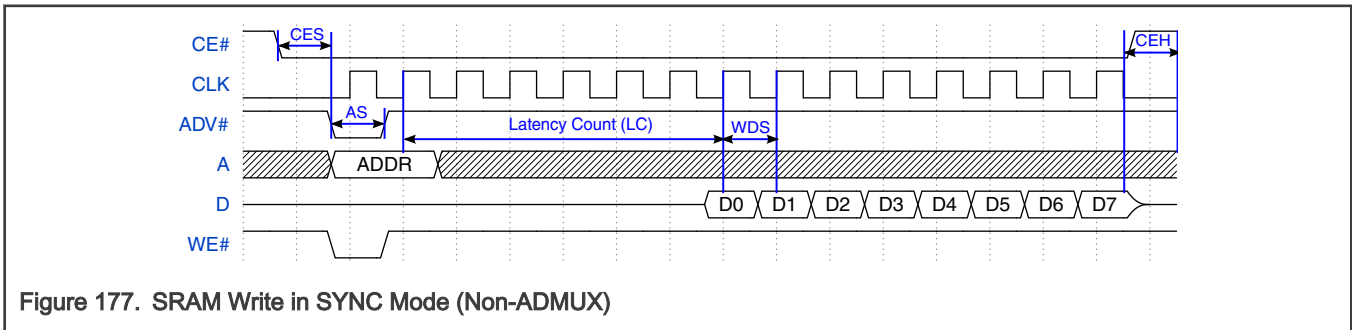 CE# CES CEH
CLK
ADV# AS Latency Count (LC) WDS
A ADDR
D D0 D1 D2 D3 D4 D5 D6 D7
WE#
Figure 177. SRAM Write in SYNC Mode (Non-ADMUX)